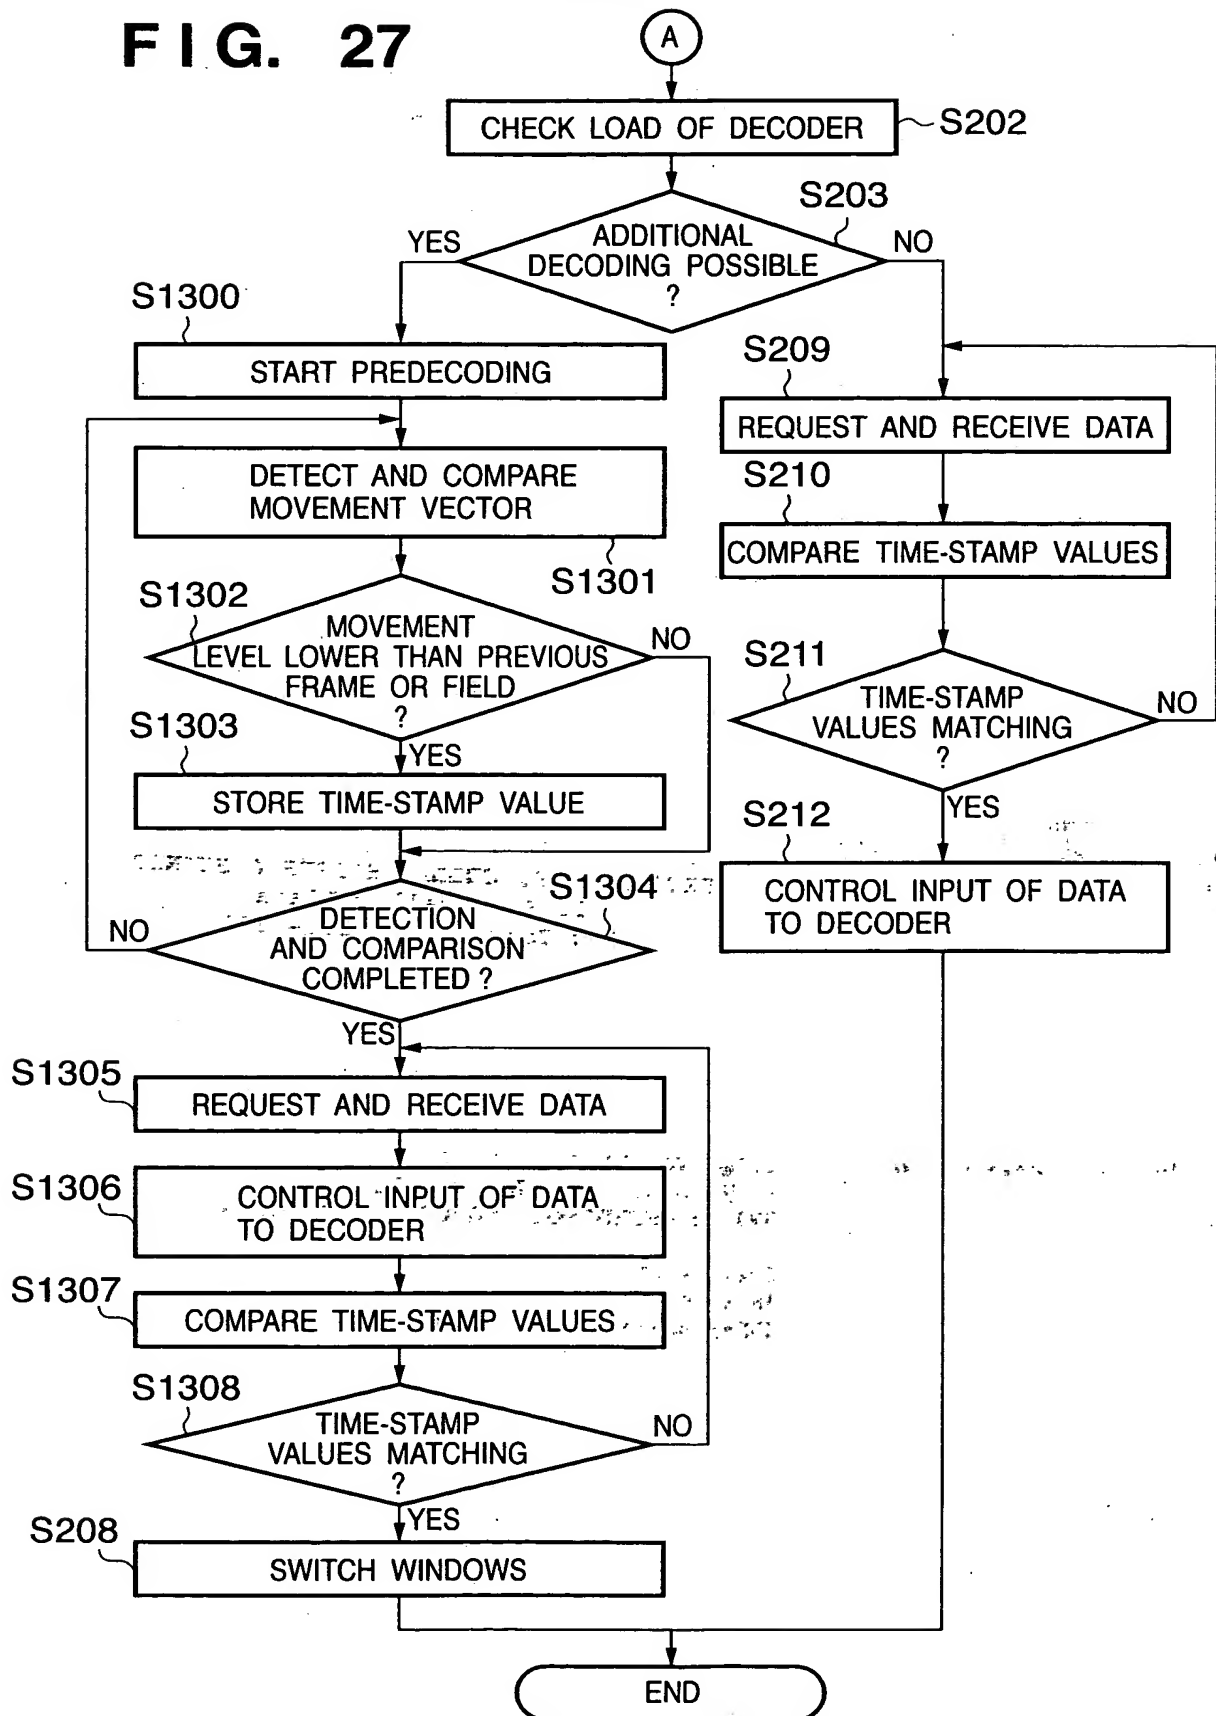 FIG. 27
A
CHECK LOAD OF DECODER
S202
S203
ADDITIONAL
DECODING POSSIBLE
?
YES
NO
S1300
START PREDECODING
DETECT AND COMPARE
MOVEMENT VECTOR
S1301
S1302
MOVEMENT
LEVEL LOWER THAN PREVIOUS
FRAME OR FIELD
?
NO
YES
S1303
STORE TIME-STAMP VALUE
S1304
DETECTION
AND COMPARISON
COMPLETED ?
NO
YES
S1305
REQUEST AND RECEIVE DATA
S1306
CONTROL INPUT OF DATA
TO DECODER
S1307
COMPARE TIME-STAMP VALUES
S1308
TIME-STAMP
VALUES MATCHING
?
NO
YES
S208
SWITCH WINDOWS
S209
REQUEST AND RECEIVE DATA
S210
COMPARE TIME-STAMP VALUES
S211
TIME-STAMP
VALUES MATCHING
?
NO
YES
S212
CONTROL INPUT OF DATA
TO DECODER
END